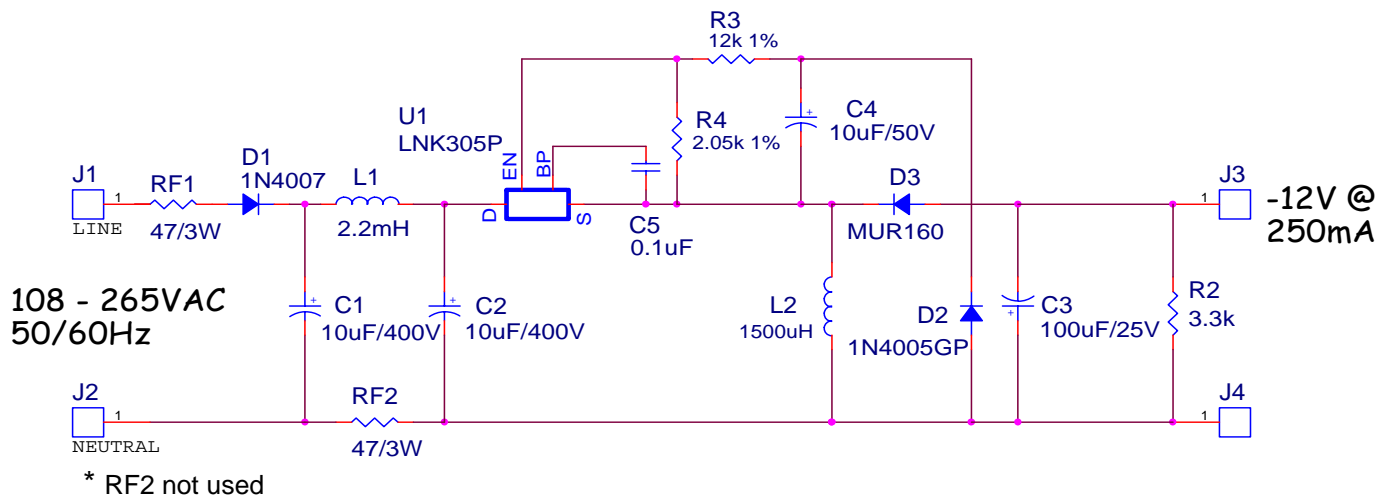 R3
12k 1%
U1
LNK305P
EN
BP
D
S
R4
2.05k 1%
C4
10uF/50V
+
J1
1
LINE
RF1
47/3W
D1
1N4007
L1
2.2mH
C5
0.1uF
D3
MUR160
J3
1
-12V @
250mA
108 - 265VAC
50/60Hz
+
C1
10uF/400V
+
C2
10uF/400V
L2
1500uH
D2
1N4005GP
C3
+
100uF/25V
R2
3.3k
J2
1
NEUTRAL
RF2
47/3W
J4
1
* RF2 not used